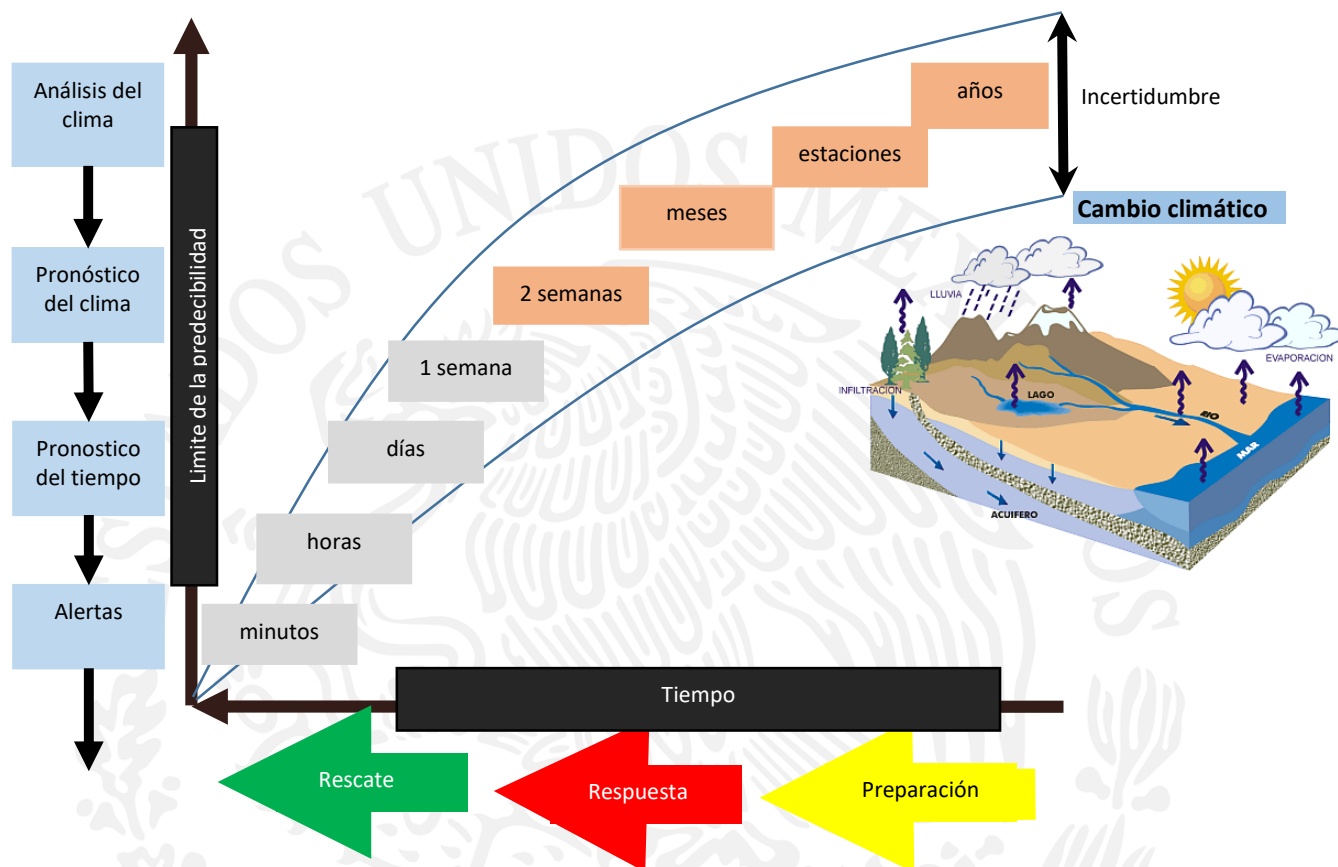 Análisis del
clima
Pronóstico
del clima
Pronostico
del tiempo
Alertas
Limite de la predecibilidad
años
estaciones
meses
2 semanas
1 semana
días
horas
minutos
Incertidumbre
Cambio climático
LLUVIA
EVAPORACION
INFILTRACION
LAGO
RIO
MAR
ACUIFERO
Tiempo
Rescate
Respuesta
Preparación
UNIDOS MEX